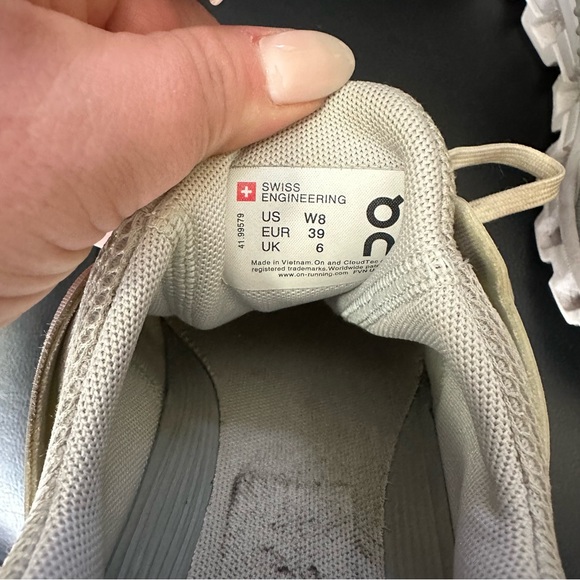 SWISS
ENGINEERING
US W8
EUR 39
UK 6
41.99579
Made in Vietnam. On and CloudTec
registered trademarks. Worldwide
www.on-running.com PVN